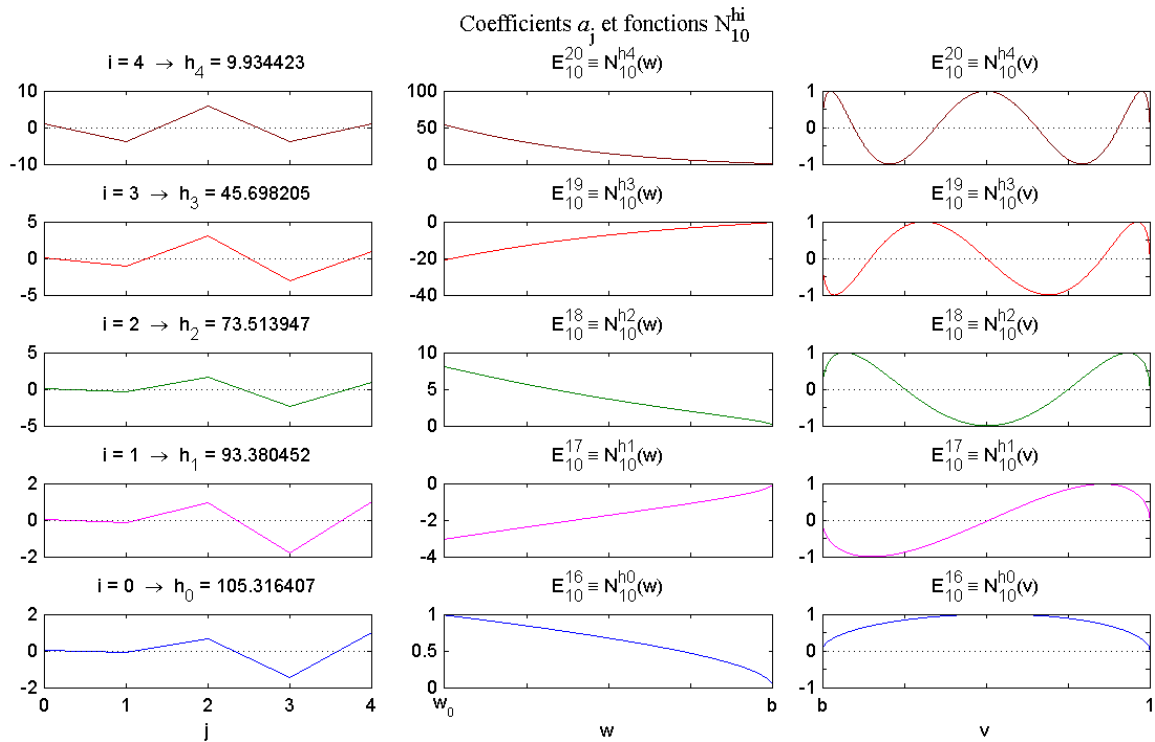 Coefficients a_j et fonctions N_10^hi
i = 4 → h_4 = 9.934423
E_10^20 ≡ N_10^h4(w)
E_10^20 ≡ N_10^h4(v)
10
0
-10
100
50
0
1
0
-1
i = 3 → h_3 = 45.698205
E_10^19 ≡ N_10^h3(w)
E_10^19 ≡ N_10^h3(v)
5
0
-5
0
-20
-40
1
0
-1
i = 2 → h_2 = 73.513947
E_10^18 ≡ N_10^h2(w)
E_10^18 ≡ N_10^h2(v)
5
0
-5
10
5
0
1
0
-1
i = 1 → h_1 = 93.380452
E_10^17 ≡ N_10^h1(w)
E_10^17 ≡ N_10^h1(v)
2
0
-2
0
-2
-4
1
0
-1
i = 0 → h_0 = 105.316407
E_10^16 ≡ N_10^h0(w)
E_10^16 ≡ N_10^h0(v)
2
0
-2
1
0.5
0
1
0
-1
0 1 2 3 4
w_0 b
b 1
j
w
v